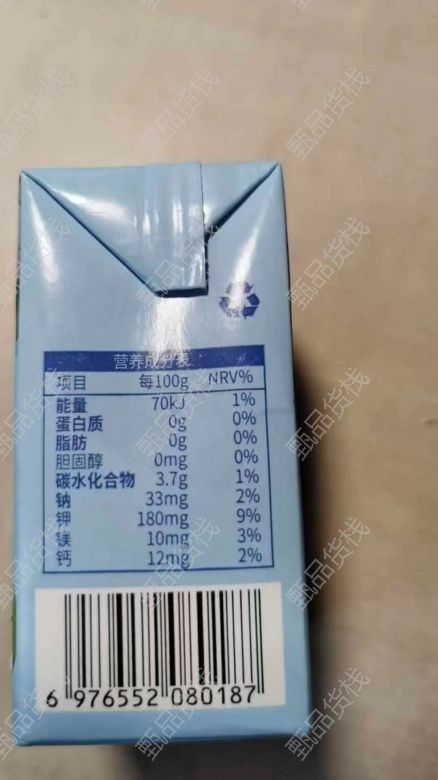 营养成分表
项目 每100g NRV%
能量 70kJ 1%
蛋白质 0g 0%
脂肪 0g 0%
胆固醇 0mg 0%
碳水化合物 3.7g 1%
钠 33mg 2%
钾 180mg 9%
镁 10mg 3%
钙 12mg 2%
6 976552 080187
甄品货栈